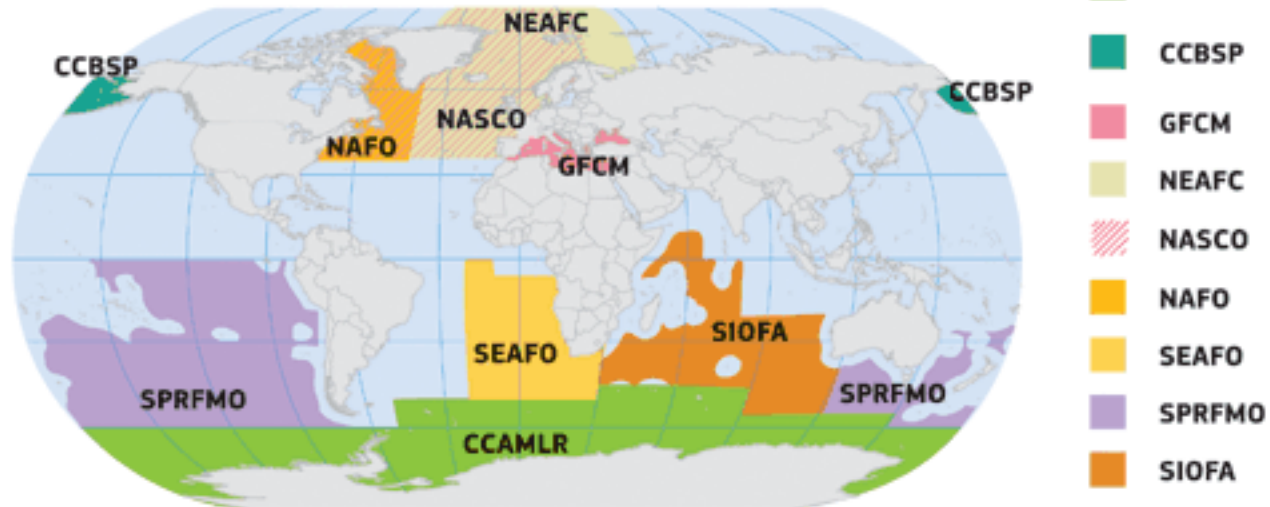 NEAFC
CCBSP
CCBSP
NASCO
NAFO
GFCM
SIOFA
SEAFO
SPRFMO
SPRFMO
CCAMLR
CCBSP
GFCM
NEAFC
NASCO
NAFO
SEAFO
SPRFMO
SIOFA